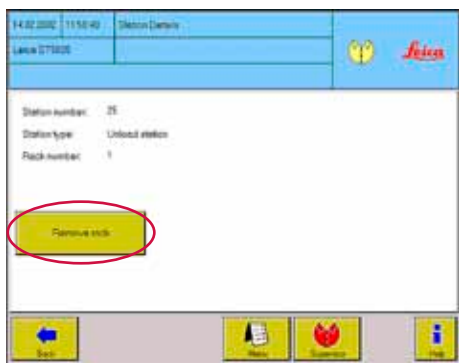 14.02.2002 11:50:49 Station Details
Leica ST5020
Leica
Station number: 25
Station type: Unload station
Rack number: 1
Remove rack
Back Menu Supervisor Help